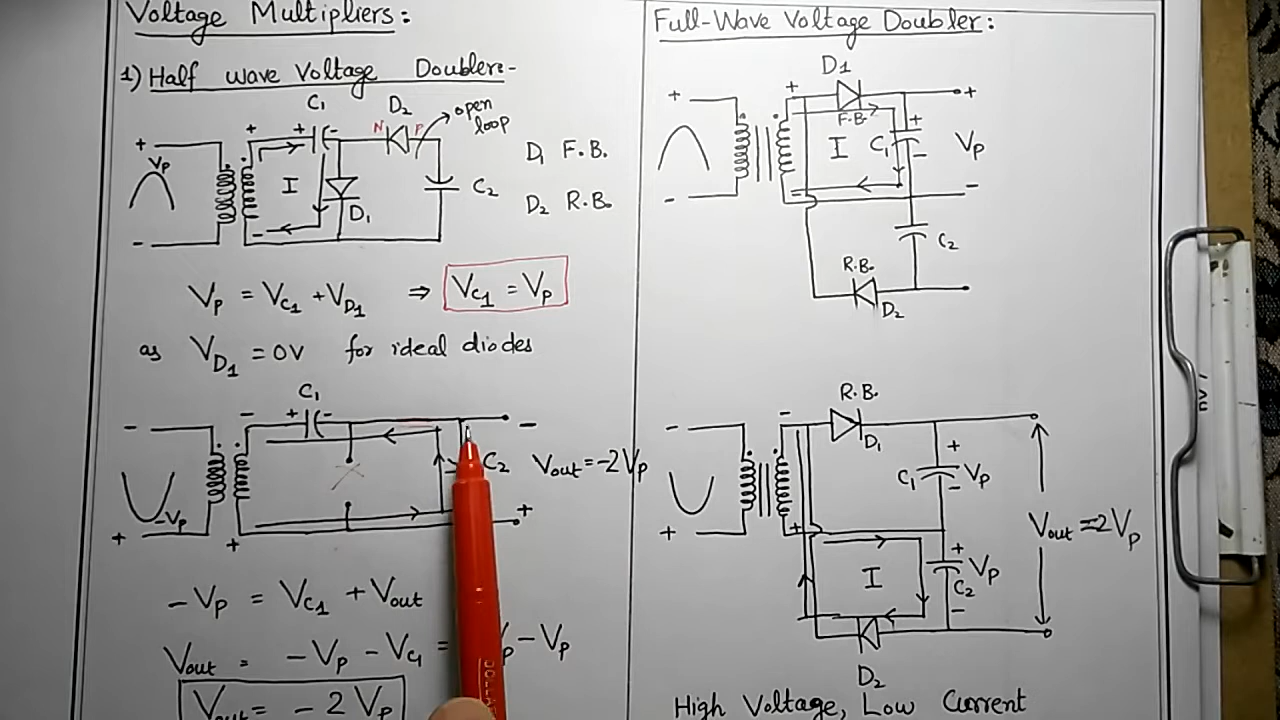 Voltage Multipliers:
1) Half wave Voltage Doubler:-
C1 D2
open
loop
N P
+ + + -
Vp
I
D1
C2
-
-
D1 F.B.
D2 R.B.
Vp = VC1 + VD1 ⇒ VC1 = Vp
as VD1 = 0V for ideal diodes
C1
- - + - -
C2 Vout = -2Vp
-Vp
+ + +
-Vp = VC1 + Vout
Vout = -Vp - VC1 = p - Vp
Vout = - 2 Vp
Full-Wave Voltage Doubler:
D1
+ + +
F.B.
I C1 + - Vp
- -
C2
R.B.
D2
R.B.
- -
D1
C1 + - Vp
+ +
Vout = 2Vp
I
+ - Vp
C2
D2
High Voltage, Low Current